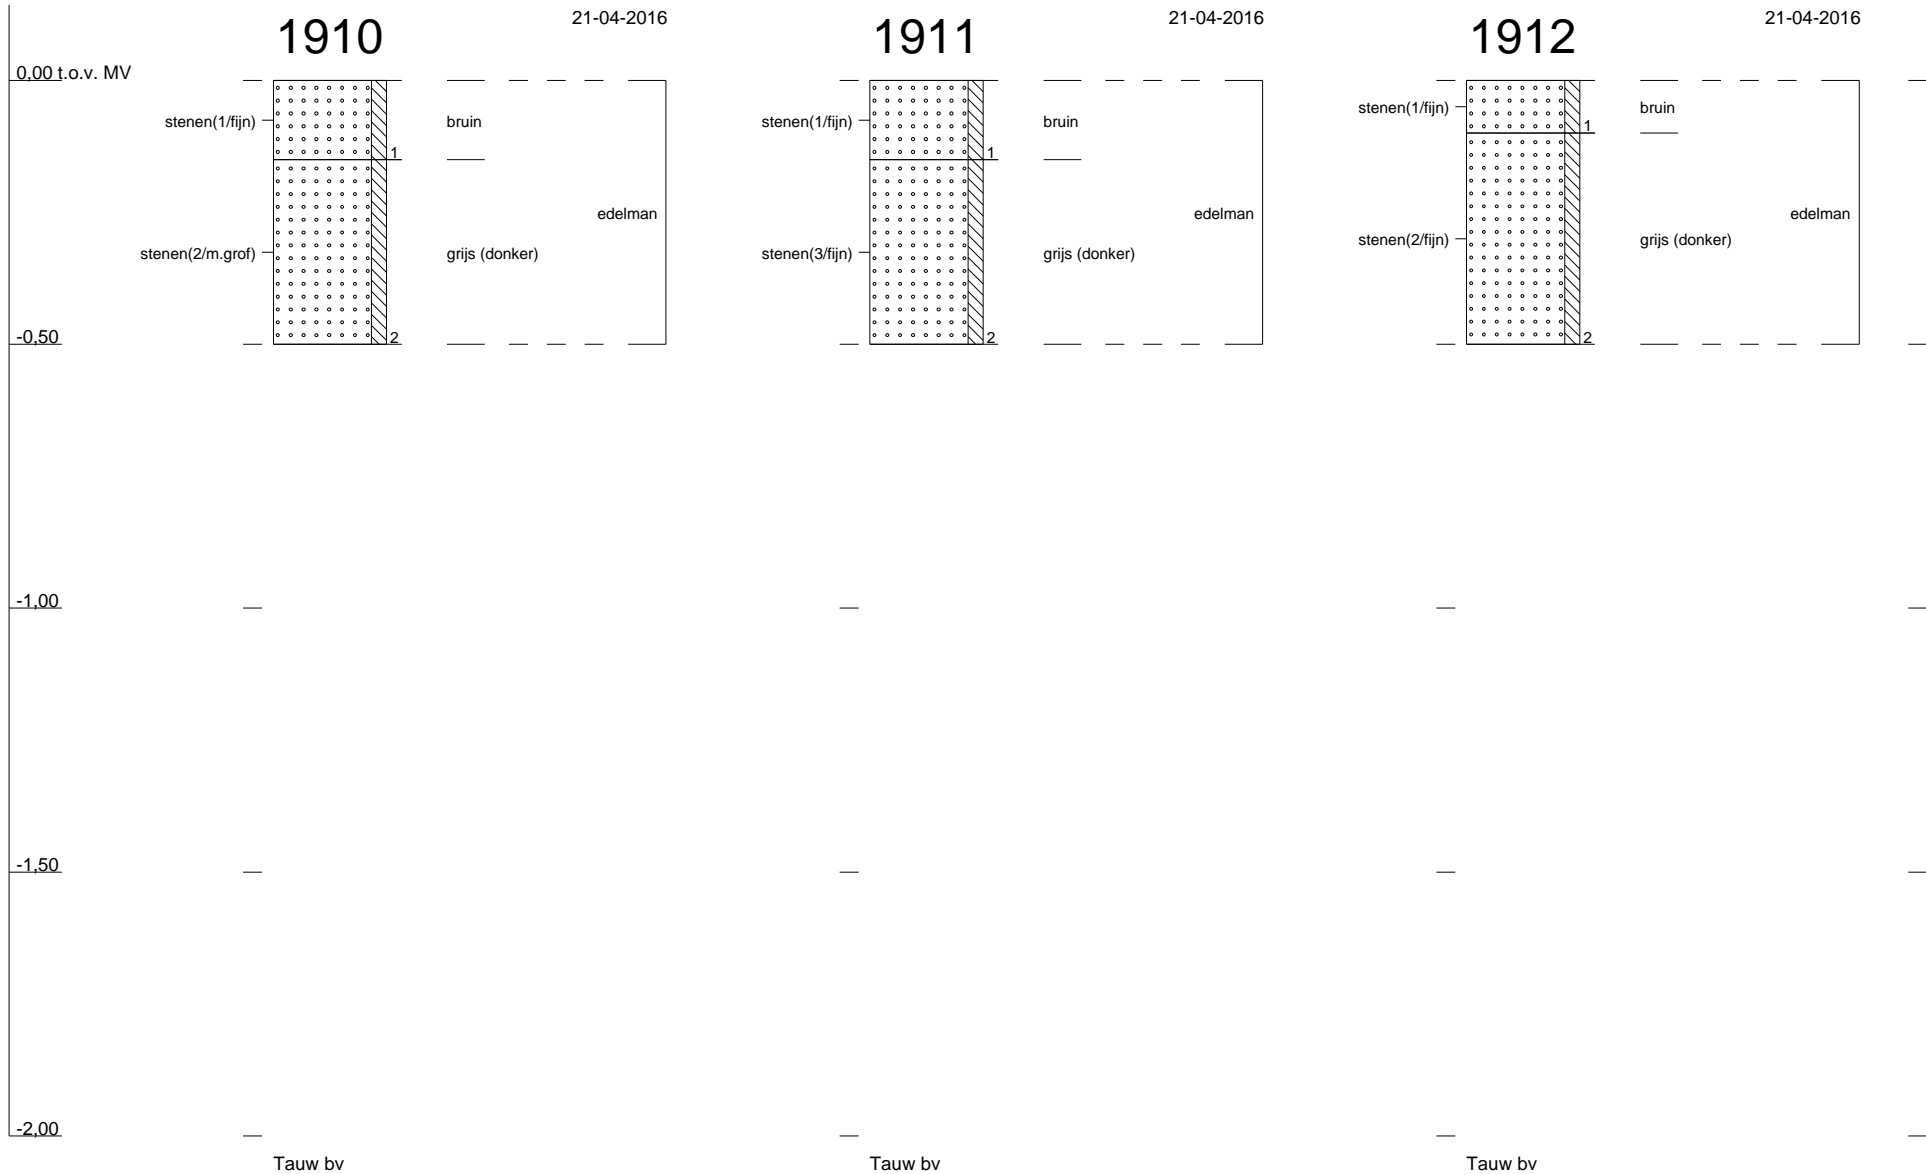 1910 21-04-2016 1911 21-04-2016 1912 21-04-2016
0,00 t.o.v. MV
stenen(1/fijn) bruin stenen(1/fijn) bruin stenen(1/fijn) bruin
1 1 1
edelman edelman edelman
stenen(2/m.grof) grijs (donker) stenen(3/fijn) grijs (donker) stenen(2/fijn) grijs (donker)
-0,50 2 2 2
-1,00
-1,50
-2,00
Tauw bv Tauw bv Tauw bv